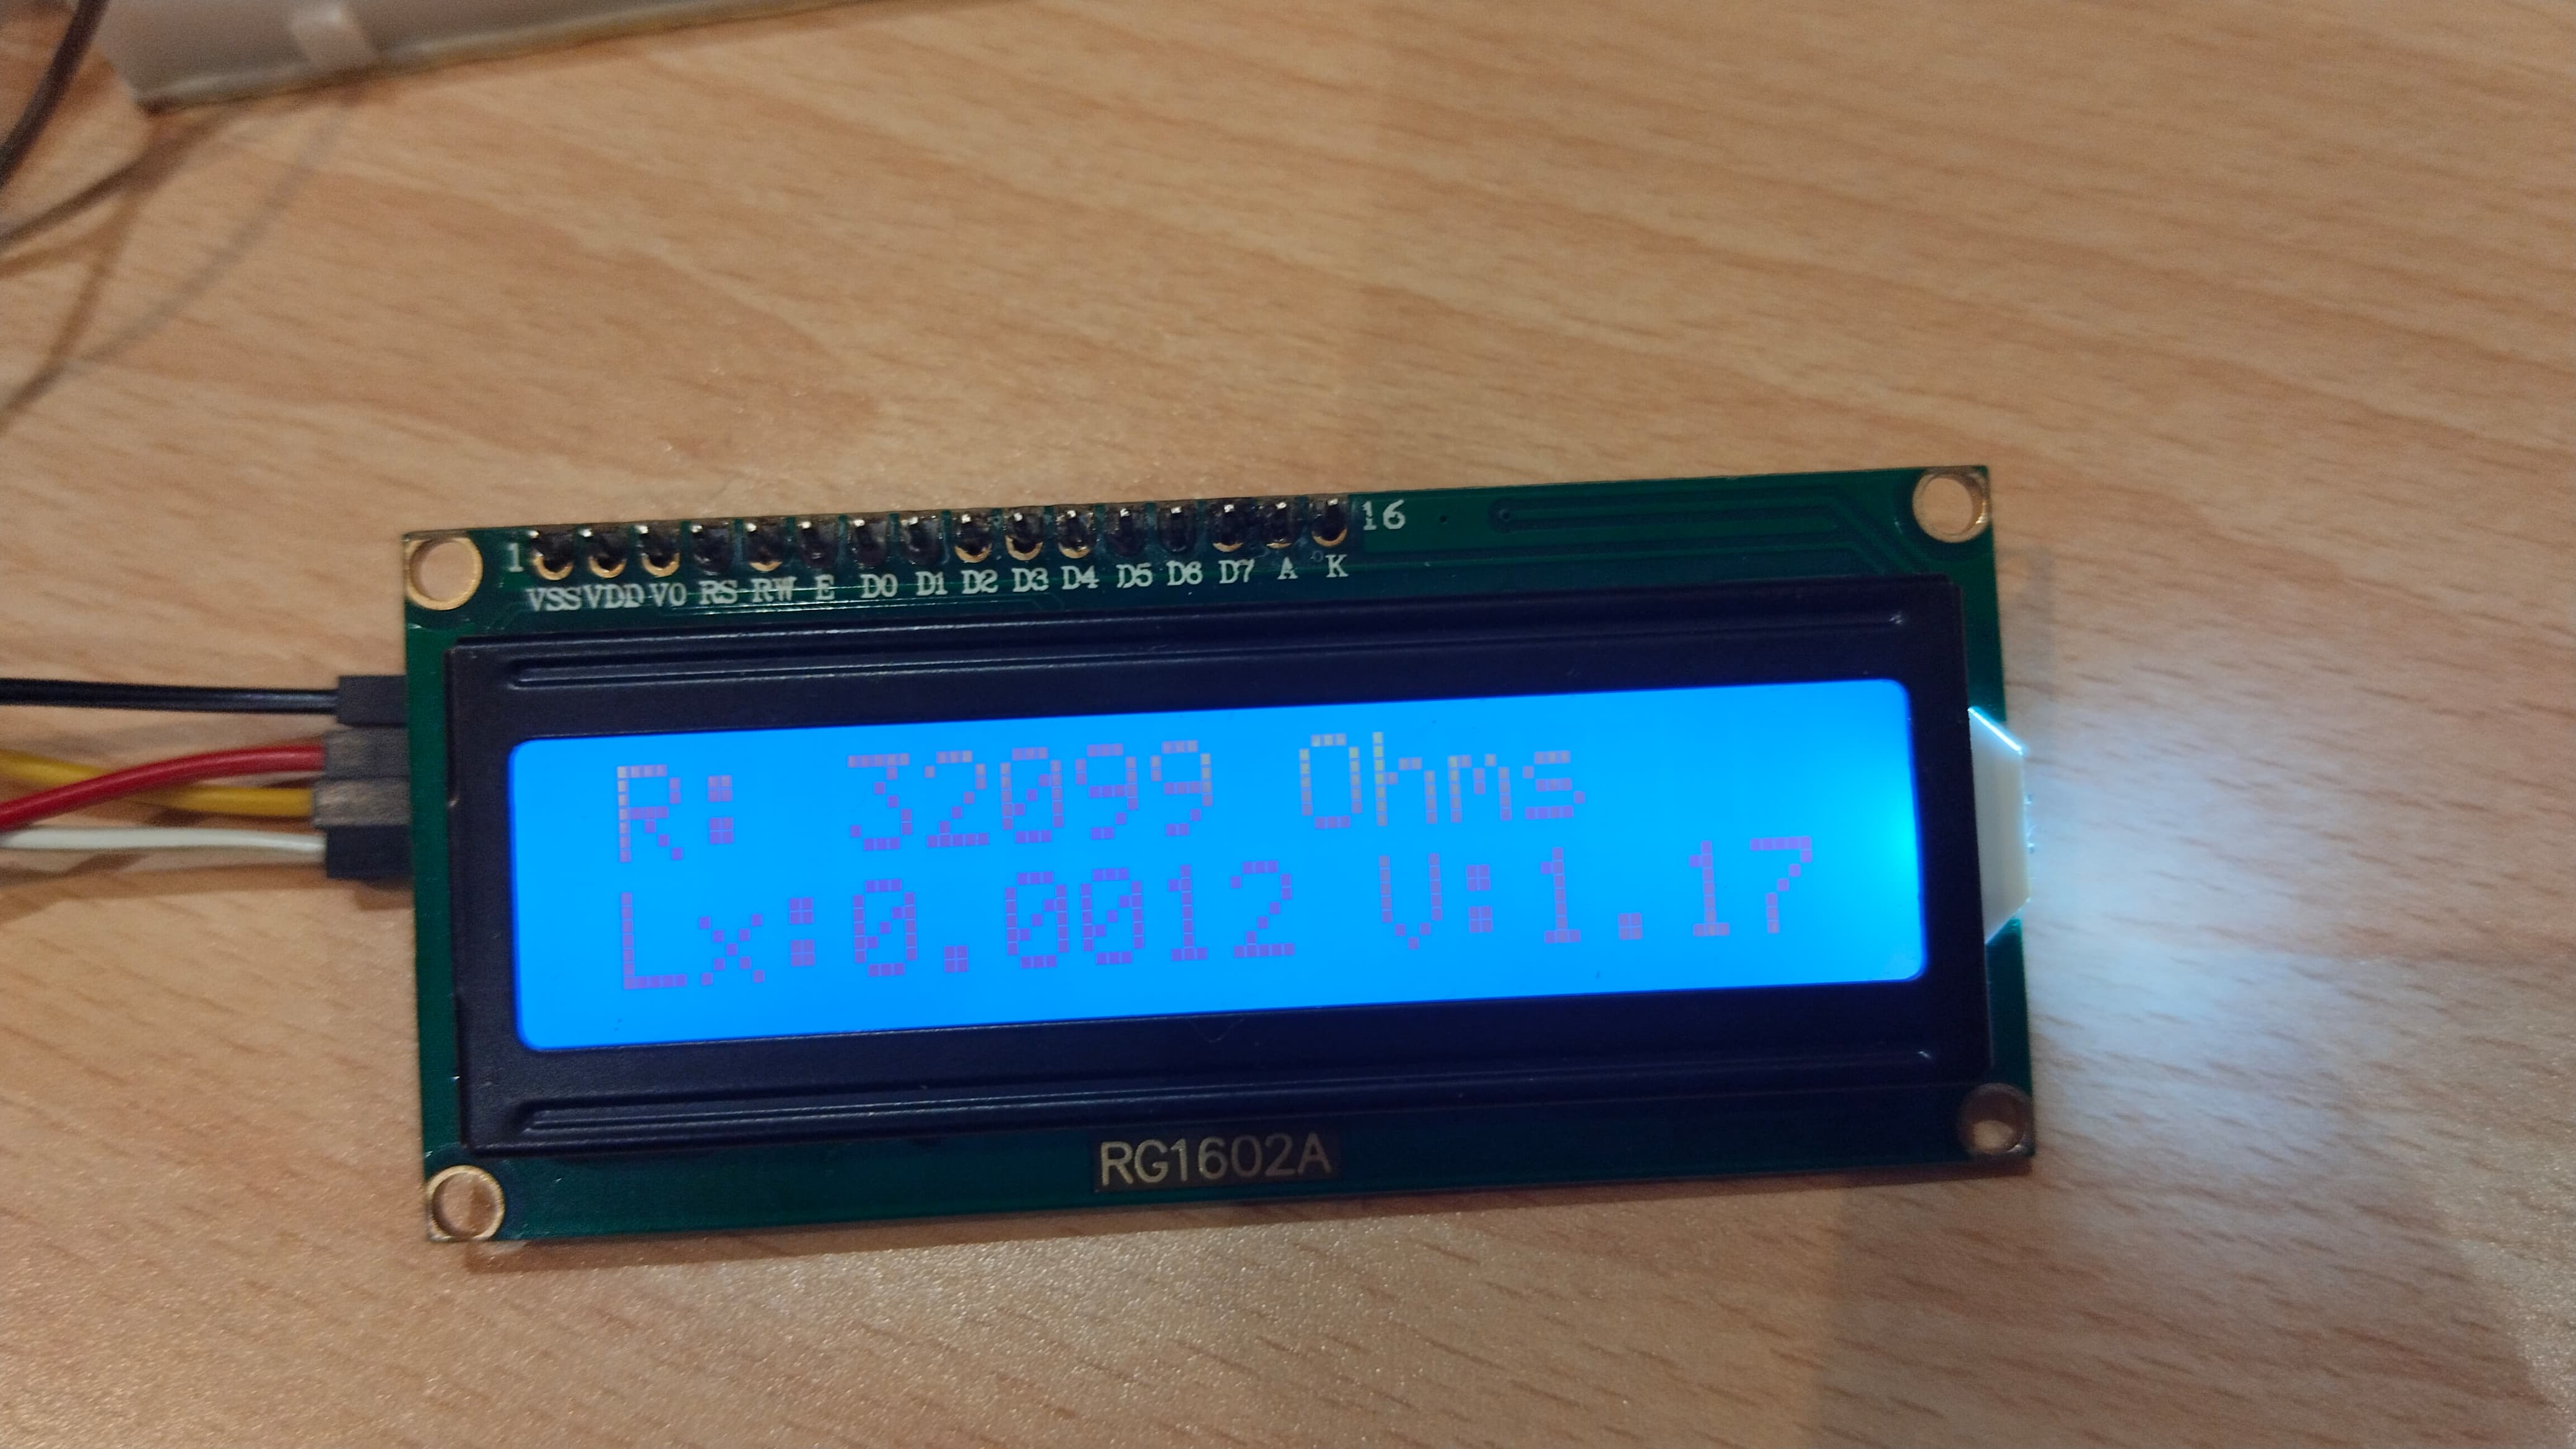 1 16
VSS VDD V0 RS RW E D0 D1 D2 D3 D4 D5 D6 D7 A K
R: 32099 Ohms
Lx:0.0012 V:1.17
RG1602A